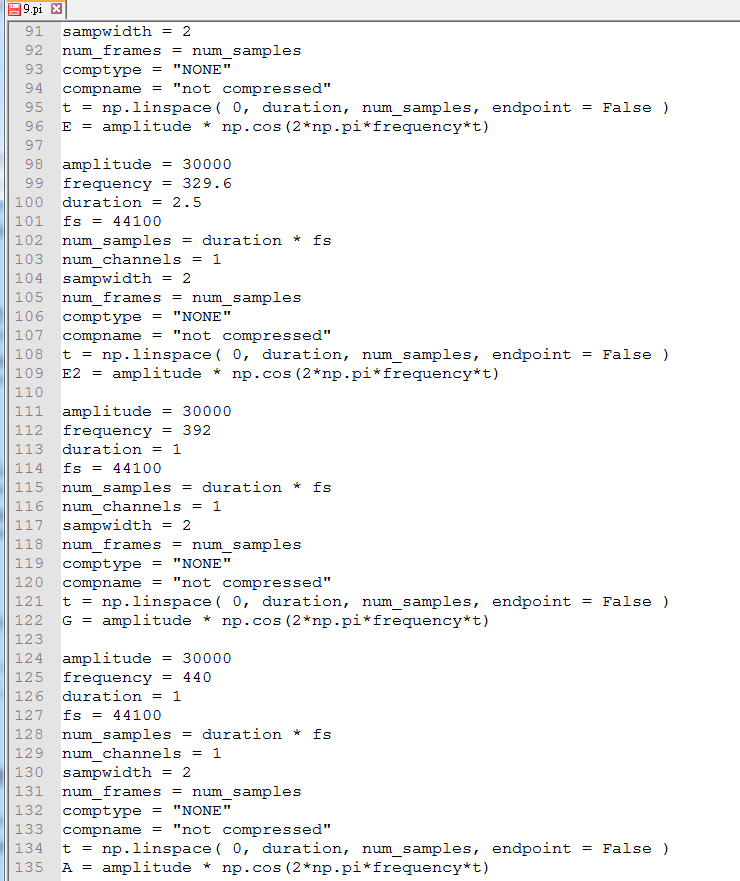 9.pi
91 sampwidth = 2
92 num_frames = num_samples
93 comptype = "NONE"
94 compname = "not compressed"
95 t = np.linspace( 0, duration, num_samples, endpoint = False )
96 E = amplitude * np.cos(2*np.pi*frequency*t)
97
98 amplitude = 30000
99 frequency = 329.6
100 duration = 2.5
101 fs = 44100
102 num_samples = duration * fs
103 num_channels = 1
104 sampwidth = 2
105 num_frames = num_samples
106 comptype = "NONE"
107 compname = "not compressed"
108 t = np.linspace( 0, duration, num_samples, endpoint = False )
109 E2 = amplitude * np.cos(2*np.pi*frequency*t)
110
111 amplitude = 30000
112 frequency = 392
113 duration = 1
114 fs = 44100
115 num_samples = duration * fs
116 num_channels = 1
117 sampwidth = 2
118 num_frames = num_samples
119 comptype = "NONE"
120 compname = "not compressed"
121 t = np.linspace( 0, duration, num_samples, endpoint = False )
122 G = amplitude * np.cos(2*np.pi*frequency*t)
123
124 amplitude = 30000
125 frequency = 440
126 duration = 1
127 fs = 44100
128 num_samples = duration * fs
129 num_channels = 1
130 sampwidth = 2
131 num_frames = num_samples
132 comptype = "NONE"
133 compname = "not compressed"
134 t = np.linspace( 0, duration, num_samples, endpoint = False )
135 A = amplitude * np.cos(2*np.pi*frequency*t)